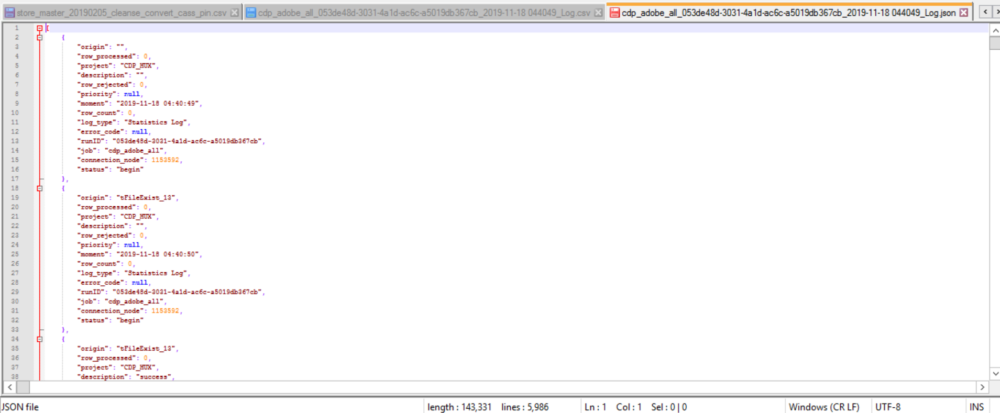 store_master_20190205_cleanse_convert_cass_pin.csv cdp_adobe_all_053de48d-3031-4a1d-ac6c-a5019db367cb_2019-11-18 044049_Log.csv cdp_adobe_all_053de48d-3031-4a1d-ac6c-a5019db367cb_2019-11-18 044049_Log.json
1 [
2 {
3 "origin": "",
4 "row_processed": 0,
5 "project": "CDP_HUX",
6 "description": "",
7 "row_rejected": 0,
8 "priority": null,
9 "moment": "2019-11-18 04:40:49",
10 "row_count": 0,
11 "log_type": "Statistics Log",
12 "error_code": null,
13 "runID": "053de48d-3031-4a1d-ac6c-a5019db367cb",
14 "job": "cdp_adobe_all",
15 "connection_node": 1153592,
16 "status": "begin"
17 },
18 {
19 "origin": "tFileExist_13",
20 "row_processed": 0,
21 "project": "CDP_HUX",
22 "description": "",
23 "row_rejected": 0,
24 "priority": null,
25 "moment": "2019-11-18 04:40:50",
26 "row_count": 0,
27 "log_type": "Statistics Log",
28 "error_code": null,
29 "runID": "053de48d-3031-4a1d-ac6c-a5019db367cb",
30 "job": "cdp_adobe_all",
31 "connection_node": 1153592,
32 "status": "begin"
33 },
34 {
35 "origin": "tFileExist_13",
36 "row_processed": 0,
37 "project": "CDP_HUX",
38 "description": "success",
JSON file length : 143,331 lines : 5,986 Ln : 1 Col : 1 Sel : 0 | 0 Windows (CR LF) UTF-8 INS